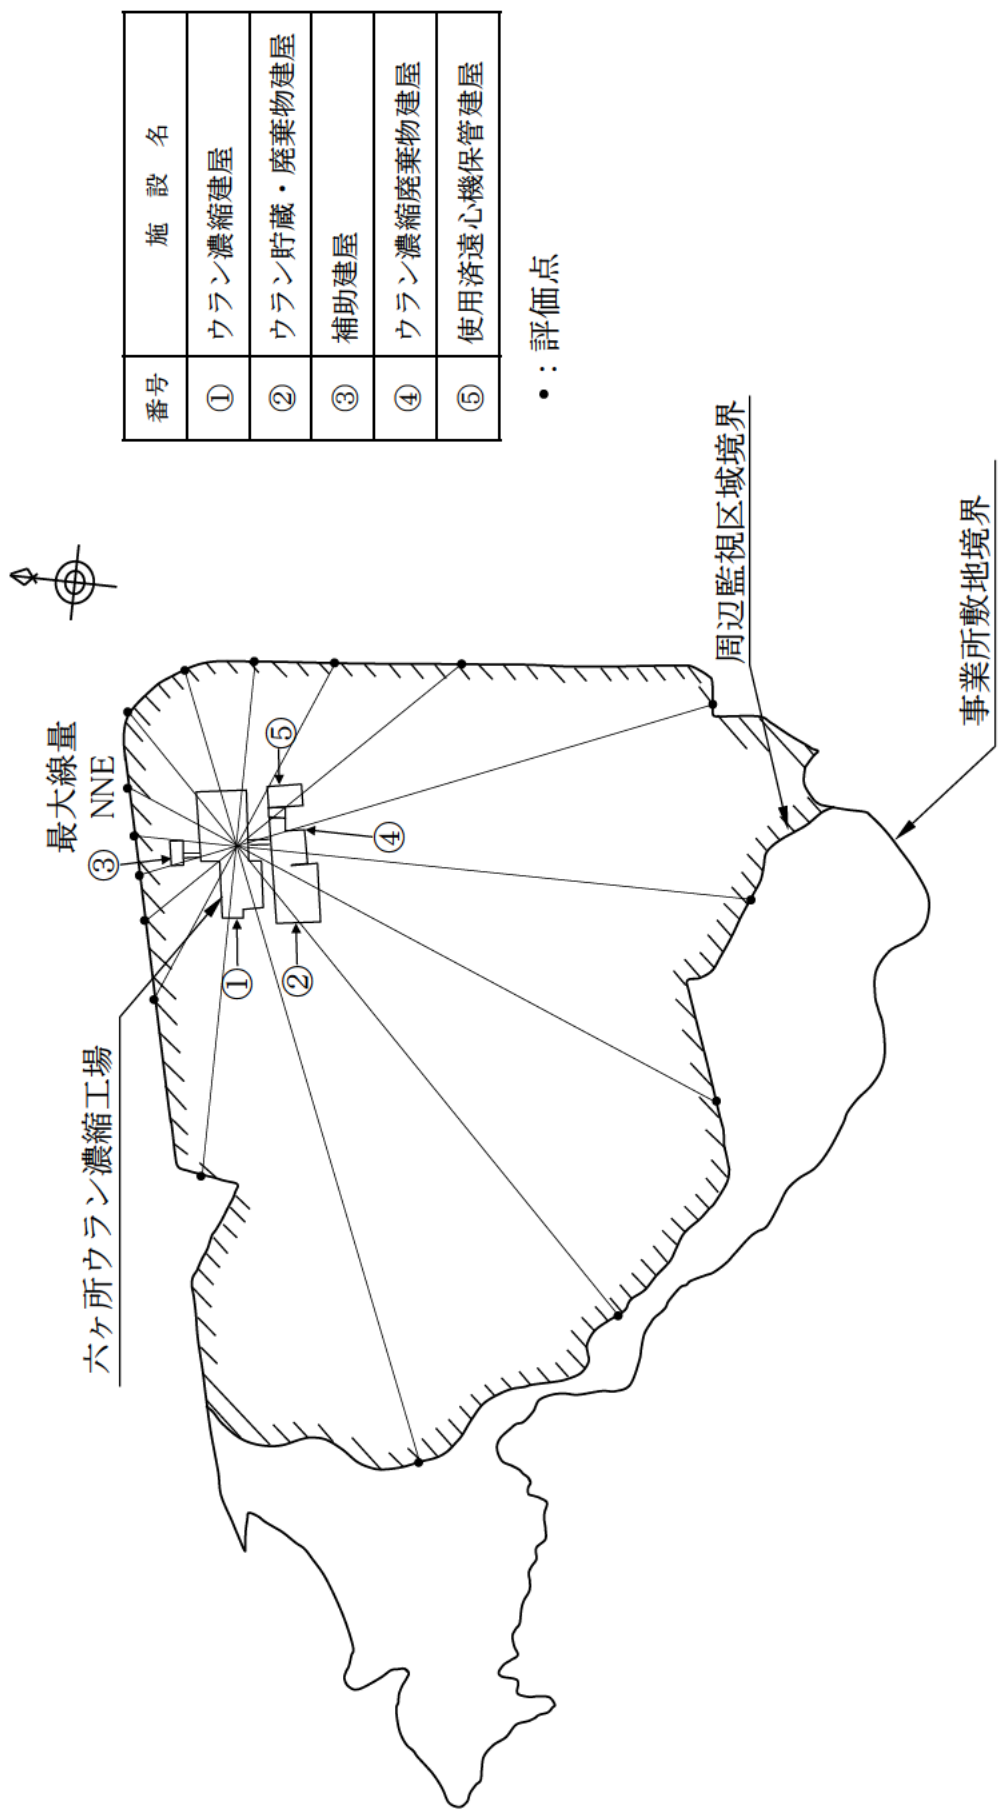 番号 施設名
① ウラン濃縮建屋
② ウラン貯蔵・廃棄物建屋
③ 補助建屋
④ ウラン濃縮廃棄物建屋
⑤ 使用済遠心機保管建屋
•：評価点
最大線量
NNE
③
⑤
④
①
②
六ヶ所ウラン濃縮工場
周辺監視区域境界
事業所敷地境界